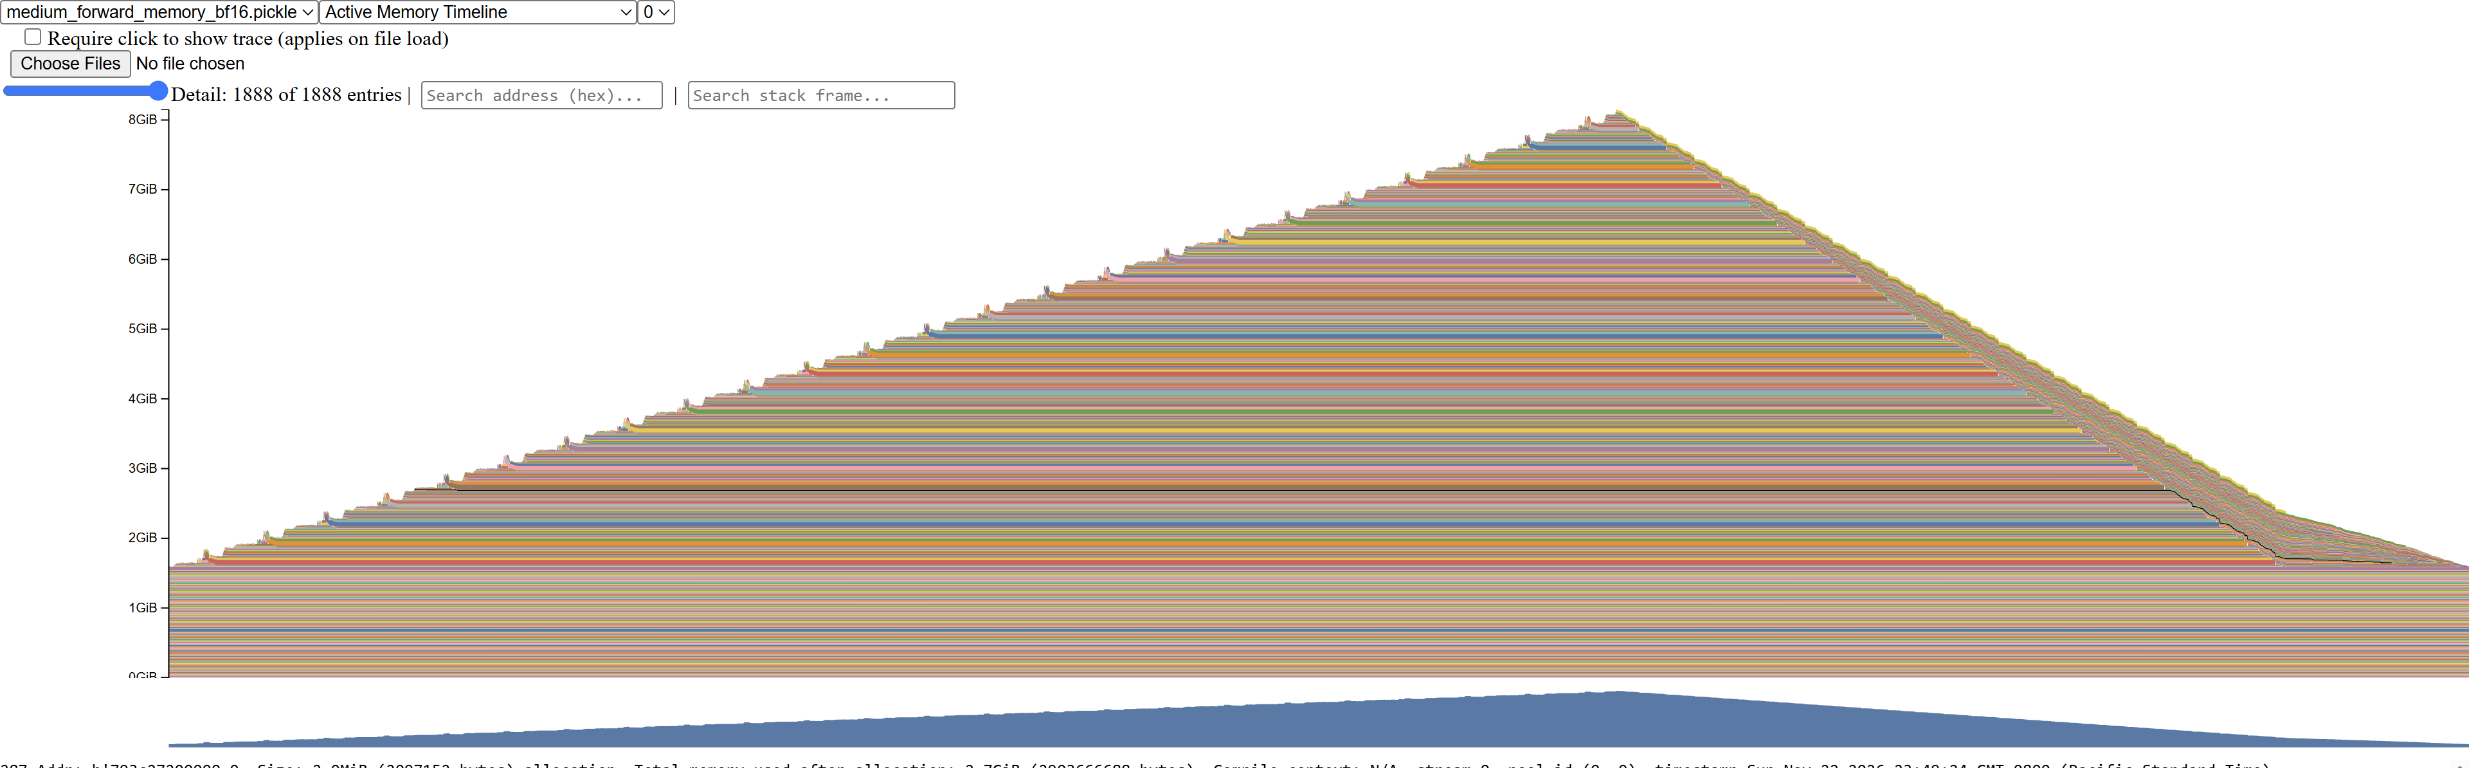 medium_forward_memory_bf16.pickle Active Memory Timeline 0
Require click to show trace (applies on file load)
Choose Files No file chosen
Detail: 1888 of 1888 entries | Search address (hex)... | Search stack frame...
8GiB
7GiB
6GiB
5GiB
4GiB
3GiB
2GiB
1GiB
0GiB